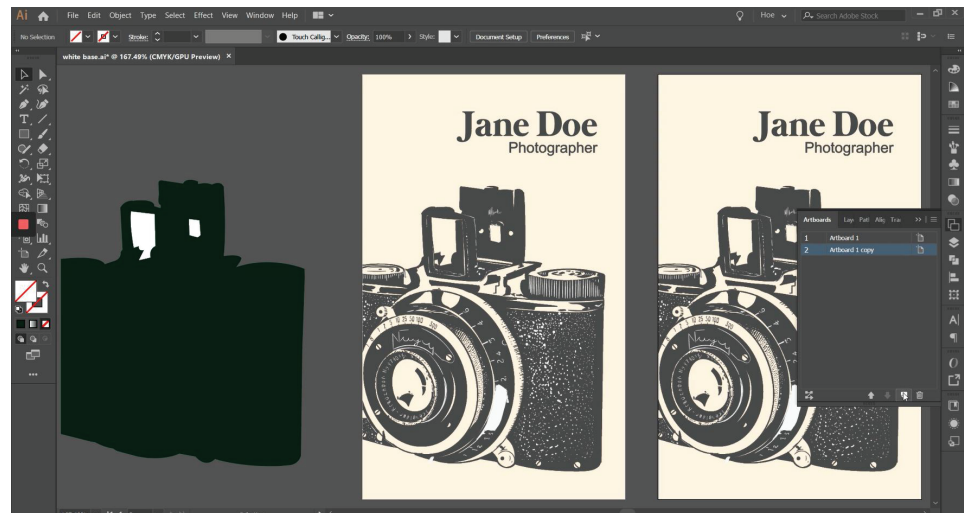 Ai File Edit Object Type Select Effect View Window Help Hoe Search Adobe Stock
No Selection Stroke: Touch Callig... Opacity: 100% Style: Document Setup Preferences
white base.ai* @ 167.49% (CMYK/GPU Preview) ×
Jane Doe
Photographer
Jane Doe
Photographer
Artboards Lay Patl Alig Tra
1 Artboard 1
2 Artboard 1 copy